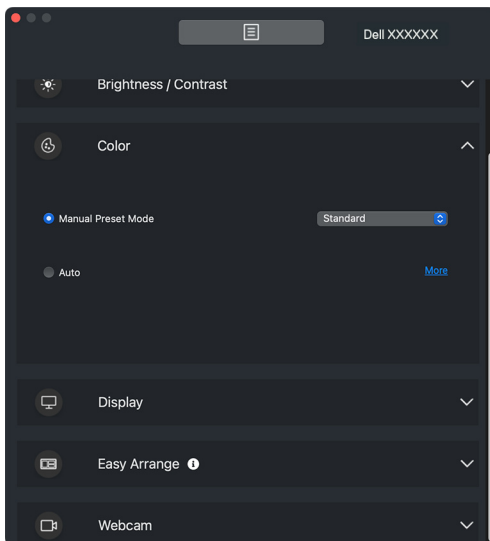 Dell XXXXXX
Brightness / Contrast
Color
Manual Preset Mode Standard
Auto More
Display
Easy Arrange
Webcam